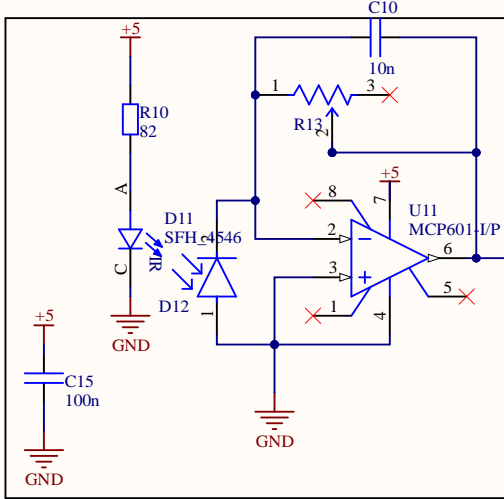 C10
+5
10n
1
3
R13
2
R10
82
+5
A
8
7
U11
MCP601-I/P
D11
SFH_4546
2
2
6
C
IR
3
D12
1
1
5
4
+5
GND
C15
100n
GND
GND